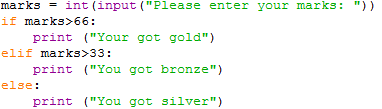 marks = int(input("Please enter your marks: "))
if marks>66:
    print ("Your got gold")
elif marks>33:
    print ("You got bronze")
else:
    print ("You got silver")